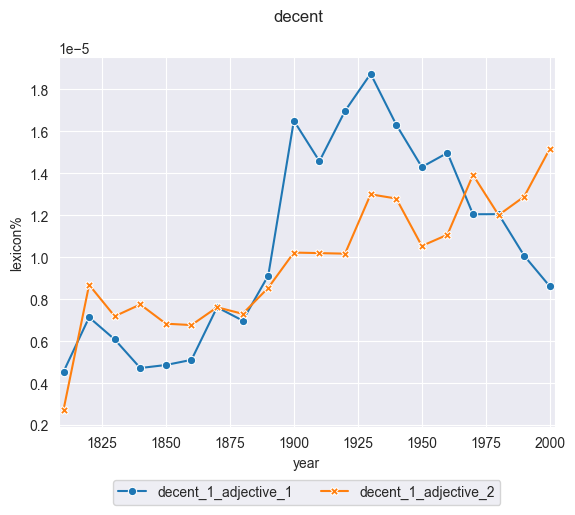 decent
1e−5
1.8
1.6
1.4
1.2
1.0
0.8
0.6
0.4
0.2
lexicon%
1825 1850 1875 1900 1925 1950 1975 2000
year
decent_1_adjective_1 decent_1_adjective_2